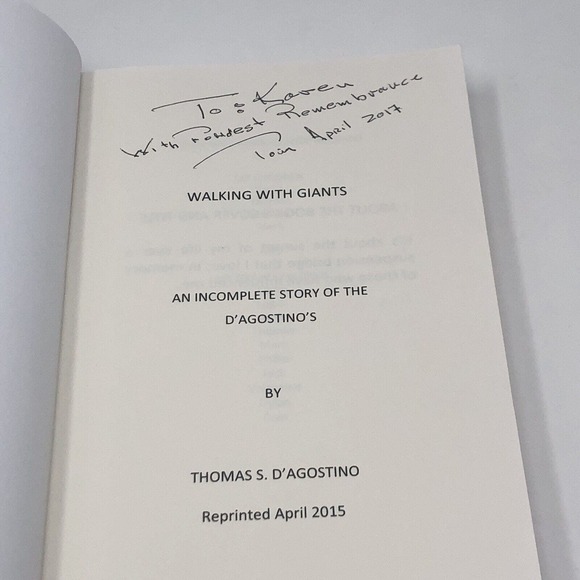 To: Karen
With Fondest Remembrance
April 2017
WALKING WITH GIANTS
AN INCOMPLETE STORY OF THE
D'AGOSTINO'S
BY
THOMAS S. D'AGOSTINO
Reprinted April 2015